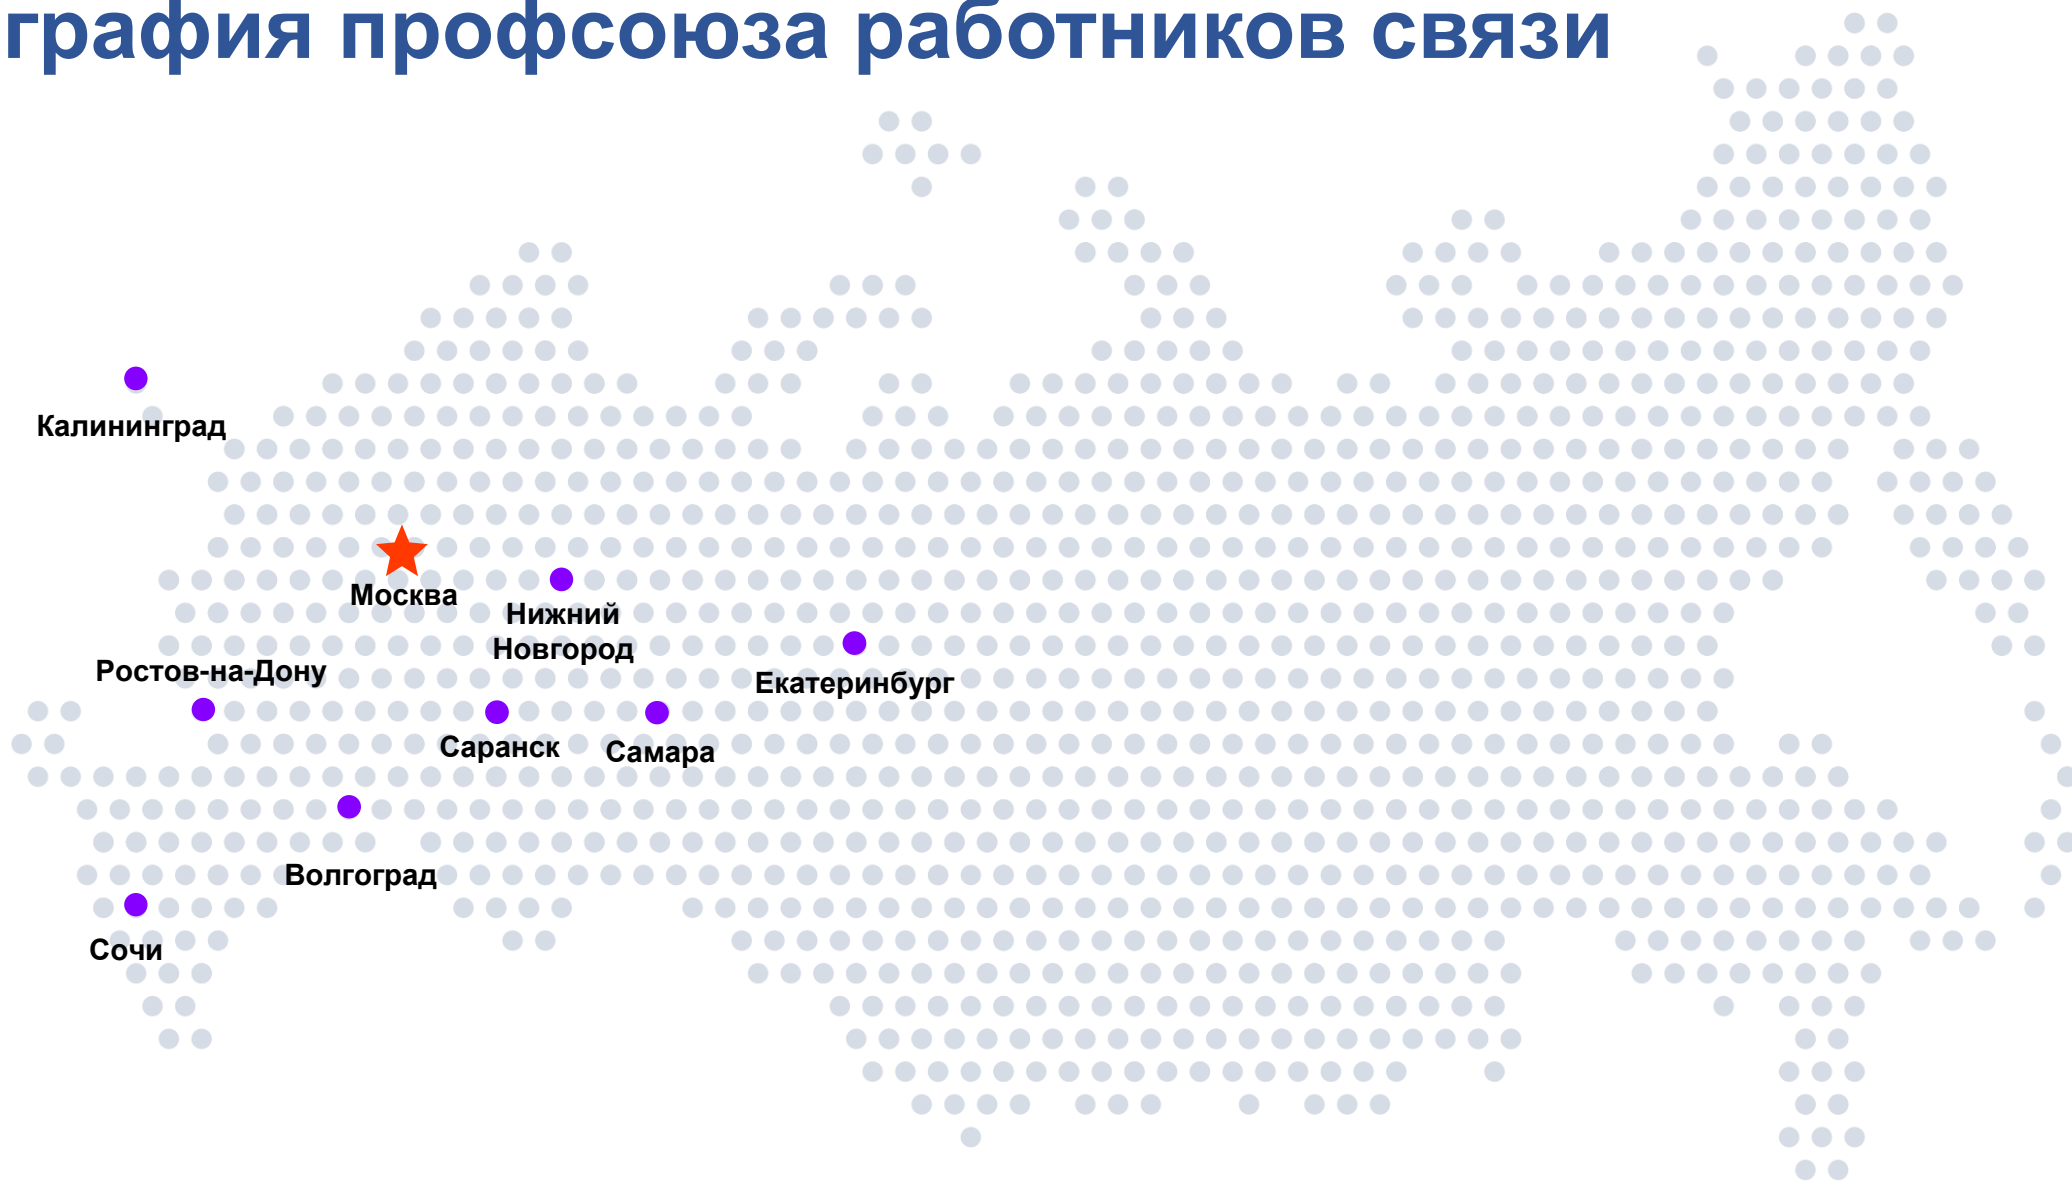 графия профсоюза работников связи
Калининград
Москва
Нижний
Новгород
Ростов-на-Дону
Екатеринбург
Саранск
Самара
Волгоград
Сочи